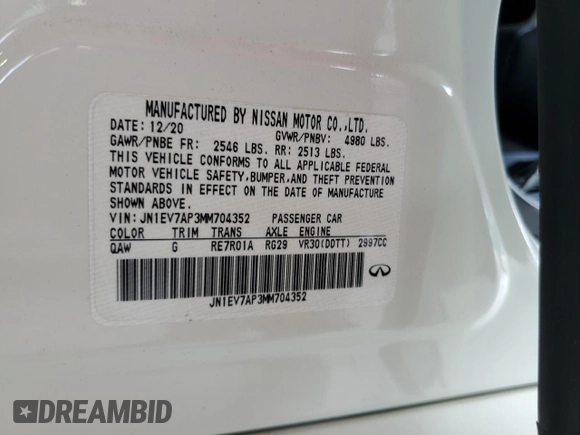 MANUFACTURED BY NISSAN MOTOR CO.,LTD.
DATE: 12/20 GVWR/PNBV: 4980 LBS.
GAWR/PNBE FR: 2546 LBS. RR: 2513 LBS.
THIS VEHICLE CONFORMS TO ALL APPLICABLE FEDERAL
MOTOR VEHICLE SAFETY,BUMPER,AND THEFT PREVENTION
STANDARDS IN EFFECT ON THE DATE OF MANUFACTURE
SHOWN ABOVE.
VIN: JN1EV7AP3MM704352 PASSENGER CAR
COLOR TRIM TRANS AXLE ENGINE
QAW G RE7R01A RG29 VR30(DDTT) 2997CC
JN1EV7AP3MM704352
DREAMBID